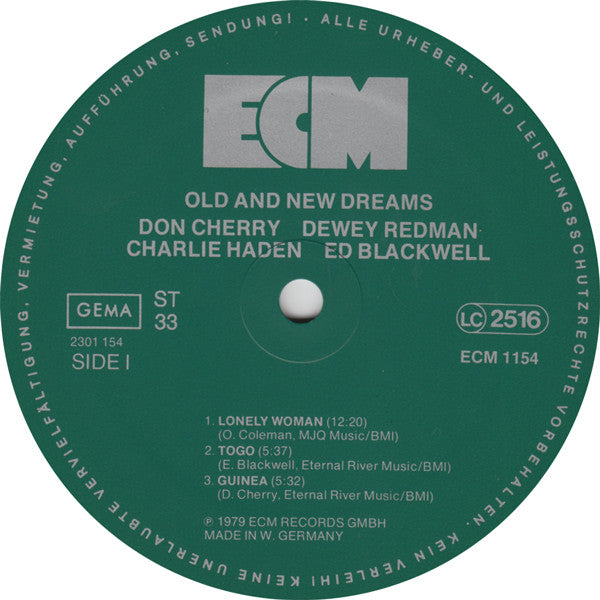 ALLE URHEBER- UND LEISTUNGSSCHUTZRECHTE VORBEHALTEN. KEIN VERLEIH! KEINE UNERLAUBTE VERVIELFÄLTIGUNG, VERMIETUNG, AUFFÜHRUNG, SENDUNG! ·
ECM
OLD AND NEW DREAMS
DON CHERRY DEWEY REDMAN
CHARLIE HADEN ED BLACKWELL
GEMA
ST
33
LC 2516
2301 154
SIDE I
ECM 1154
1. LONELY WOMAN (12:20)
(O. Coleman, MJQ Music/BMI)
2. TOGO (5:37)
(E. Blackwell, Eternal River Music/BMI)
3. GUINEA (5:32)
(D. Cherry, Eternal River Music/BMI)
℗ 1979 ECM RECORDS GMBH
MADE IN W. GERMANY